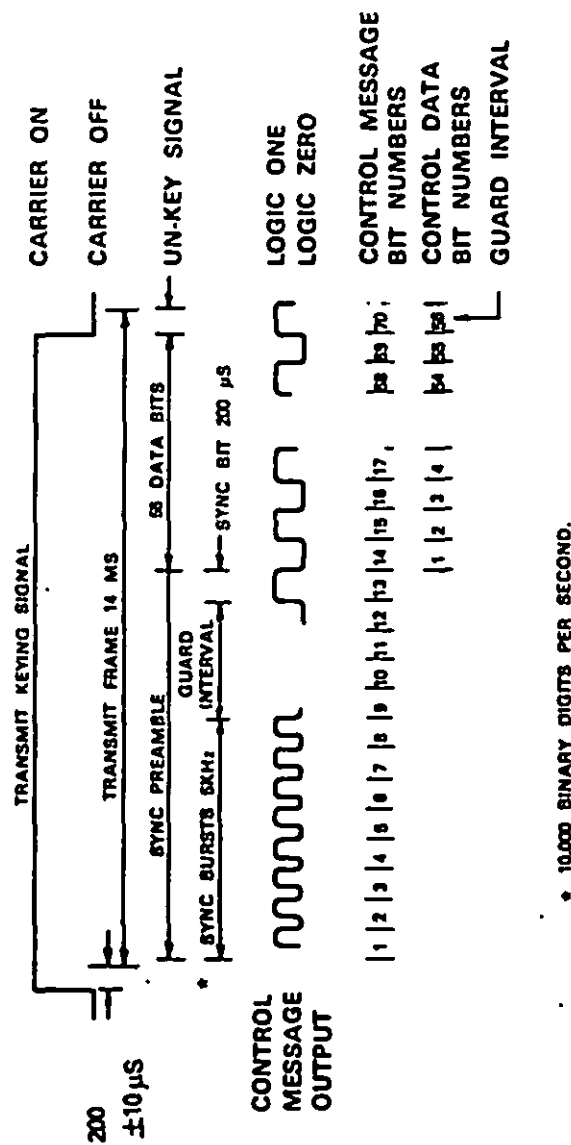 TRANSMIT KEYING SIGNAL
CARRIER ON
CARRIER OFF
200
±10 µS
TRANSMIT FRAME 14 MS
UN-KEY SIGNAL
SYNC PREAMBLE
56 DATA BITS
* SYNC BURSTS 5KHz
GUARD
INTERVAL
SYNC BIT 200 µS
CONTROL
MESSAGE
OUTPUT
LOGIC ONE
LOGIC ZERO
1 2 3 4 5 6 7 8 9 10 11 12 13 14 15 16 17 68 69 70
CONTROL MESSAGE
BIT NUMBERS
1 2 3 4 54 55 56
CONTROL DATA
BIT NUMBERS
GUARD INTERVAL
* 10,000 BINARY DIGITS PER SECOND.